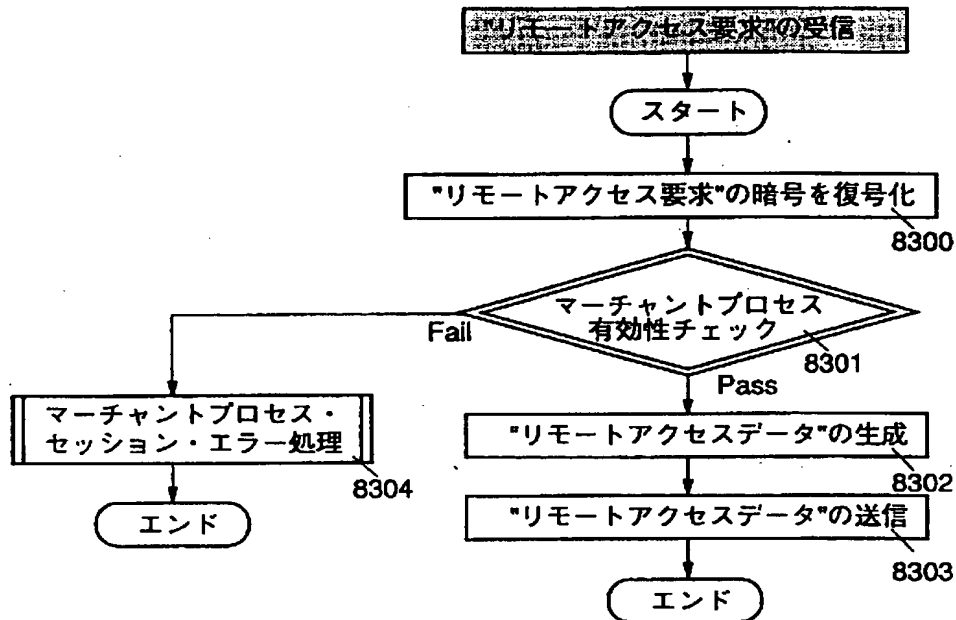 "リモートアクセス要求"の受信
スタート
"リモートアクセス要求"の暗号を復号化
8300
マーチャントプロセス
有効性チェック
8301
Fail
Pass
マーチャントプロセス・
セッション・エラー処理
8304
エンド
"リモートアクセスデータ"の生成
8302
"リモートアクセスデータ"の送信
8303
エンド